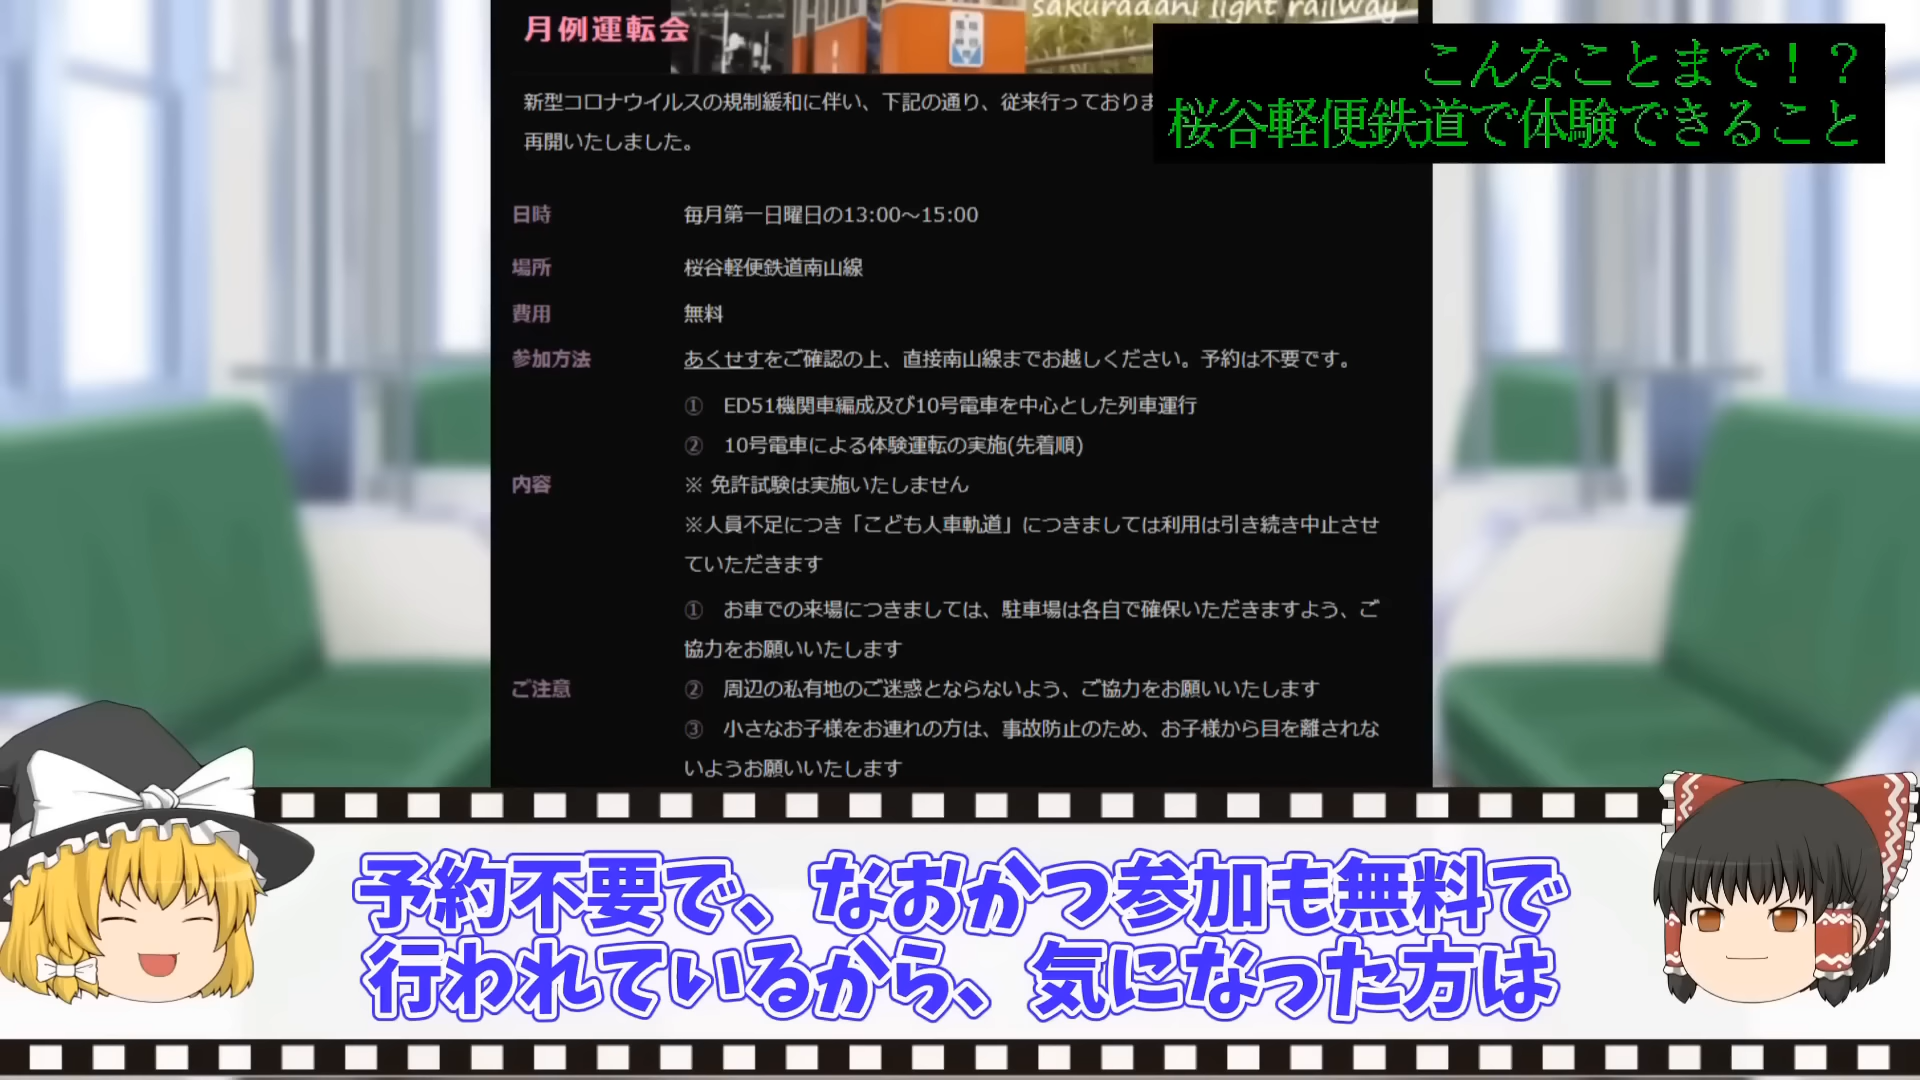 月例運転会
sakuradani light railway
こんなことまで！？
桜谷軽便鉄道で体験できること
新型コロナウイルスの規制緩和に伴い、下記の通り、従来行っておりま
再開いたしました。
日時 毎月第一日曜日の13:00～15:00
場所 桜谷軽便鉄道南山線
費用 無料
参加方法 あくせすをご確認の上、直接南山線までお越しください。予約は不要です。
① ED51機関車編成及び10号電車を中心とした列車運行
② 10号電車による体験運転の実施(先着順)
内容 ※ 免許試験は実施いたしません
※人員不足につき「こども人車軌道」につきましては利用は引き続き中止させ
ていただきます
① お車での来場につきましては、駐車場は各自で確保いただきますよう、ご
協力をお願いいたします
ご注意 ② 周辺の私有地のご迷惑とならないよう、ご協力をお願いいたします
③ 小さなお子様をお連れの方は、事故防止のため、お子様から目を離されな
いようお願いいたします
予約不要で、なおかつ参加も無料で
行われているから、気になった方は